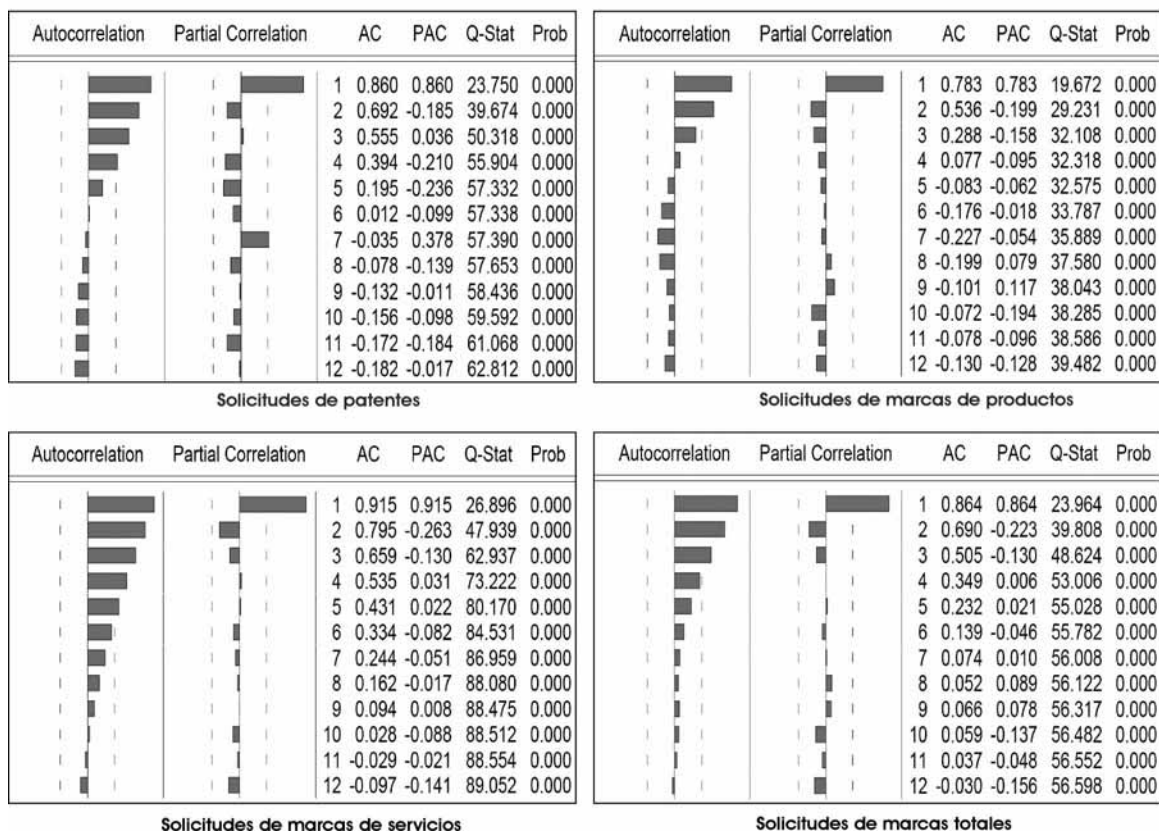 Autocorrelation Partial Correlation AC PAC Q-Stat Prob
1 0.860 0.860 23.750 0.000
2 0.692 -0.185 39.674 0.000
3 0.555 0.036 50.318 0.000
4 0.394 -0.210 55.904 0.000
5 0.195 -0.236 57.332 0.000
6 0.012 -0.099 57.338 0.000
7 -0.035 0.378 57.390 0.000
8 -0.078 -0.139 57.653 0.000
9 -0.132 -0.011 58.436 0.000
10 -0.156 -0.098 59.592 0.000
11 -0.172 -0.184 61.068 0.000
12 -0.182 -0.017 62.812 0.000
Solicitudes de patentes
Autocorrelation Partial Correlation AC PAC Q-Stat Prob
1 0.783 0.783 19.672 0.000
2 0.536 -0.199 29.231 0.000
3 0.288 -0.158 32.108 0.000
4 0.077 -0.095 32.318 0.000
5 -0.083 -0.062 32.575 0.000
6 -0.176 -0.018 33.787 0.000
7 -0.227 -0.054 35.889 0.000
8 -0.199 0.079 37.580 0.000
9 -0.101 0.117 38.043 0.000
10 -0.072 -0.194 38.285 0.000
11 -0.078 -0.096 38.586 0.000
12 -0.130 -0.128 39.482 0.000
Solicitudes de marcas de productos
Autocorrelation Partial Correlation AC PAC Q-Stat Prob
1 0.915 0.915 26.896 0.000
2 0.795 -0.263 47.939 0.000
3 0.659 -0.130 62.937 0.000
4 0.535 0.031 73.222 0.000
5 0.431 0.022 80.170 0.000
6 0.334 -0.082 84.531 0.000
7 0.244 -0.051 86.959 0.000
8 0.162 -0.017 88.080 0.000
9 0.094 0.008 88.475 0.000
10 0.028 -0.088 88.512 0.000
11 -0.029 -0.021 88.554 0.000
12 -0.097 -0.141 89.052 0.000
Solicitudes de marcas de servicios
Autocorrelation Partial Correlation AC PAC Q-Stat Prob
1 0.864 0.864 23.964 0.000
2 0.690 -0.223 39.808 0.000
3 0.505 -0.130 48.624 0.000
4 0.349 0.006 53.006 0.000
5 0.232 0.021 55.028 0.000
6 0.139 -0.046 55.782 0.000
7 0.074 0.010 56.008 0.000
8 0.052 0.089 56.122 0.000
9 0.066 0.078 56.317 0.000
10 0.059 -0.137 56.482 0.000
11 0.037 -0.048 56.552 0.000
12 -0.030 -0.156 56.598 0.000
Solicitudes de marcas totales